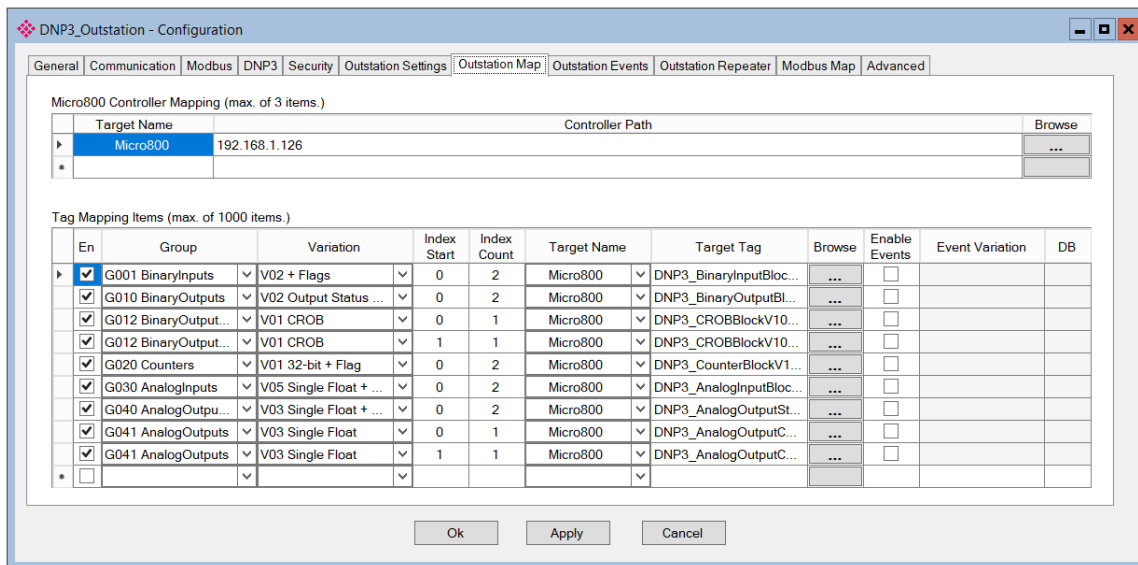 DNP3_Outstation - Configuration
General Communication Modbus DNP3 Security Outstation Settings Outstation Map Outstation Events Outstation Repeater Modbus Map Advanced
Micro800 Controller Mapping (max. of 3 items.)
Target Name Controller Path Browse
Micro800 192.168.1.126 ...
Tag Mapping Items (max. of 1000 items.)
En Group Variation Index Start Index Count Target Name Target Tag Browse Enable Events Event Variation DB
G001 BinaryInputs V02 + Flags 0 2 Micro800 DNP3_BinaryInputBloc... ...
G010 BinaryOutputs V02 Output Status ... 0 2 Micro800 DNP3_BinaryOutputBl... ...
G012 BinaryOutput... V01 CROB 0 1 Micro800 DNP3_CROBBlockV10... ...
G012 BinaryOutput... V01 CROB 1 1 Micro800 DNP3_CROBBlockV10... ...
G020 Counters V01 32-bit + Flag 0 2 Micro800 DNP3_CounterBlockV1... ...
G030 AnalogInputs V05 Single Float + ... 0 2 Micro800 DNP3_AnalogInputBloc... ...
G040 AnalogOutpu... V03 Single Float + ... 0 2 Micro800 DNP3_AnalogOutputSt... ...
G041 AnalogOutputs V03 Single Float 0 1 Micro800 DNP3_AnalogOutputC... ...
G041 AnalogOutputs V03 Single Float 1 1 Micro800 DNP3_AnalogOutputC... ...
Ok Apply Cancel